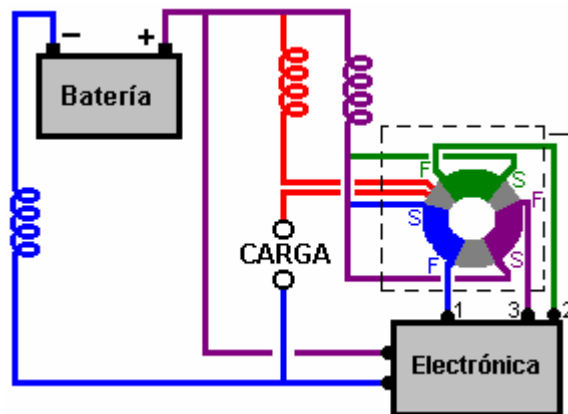 − +
Batería
F
S
F
S
S
F
CARGA
1 3 2
Electrónica